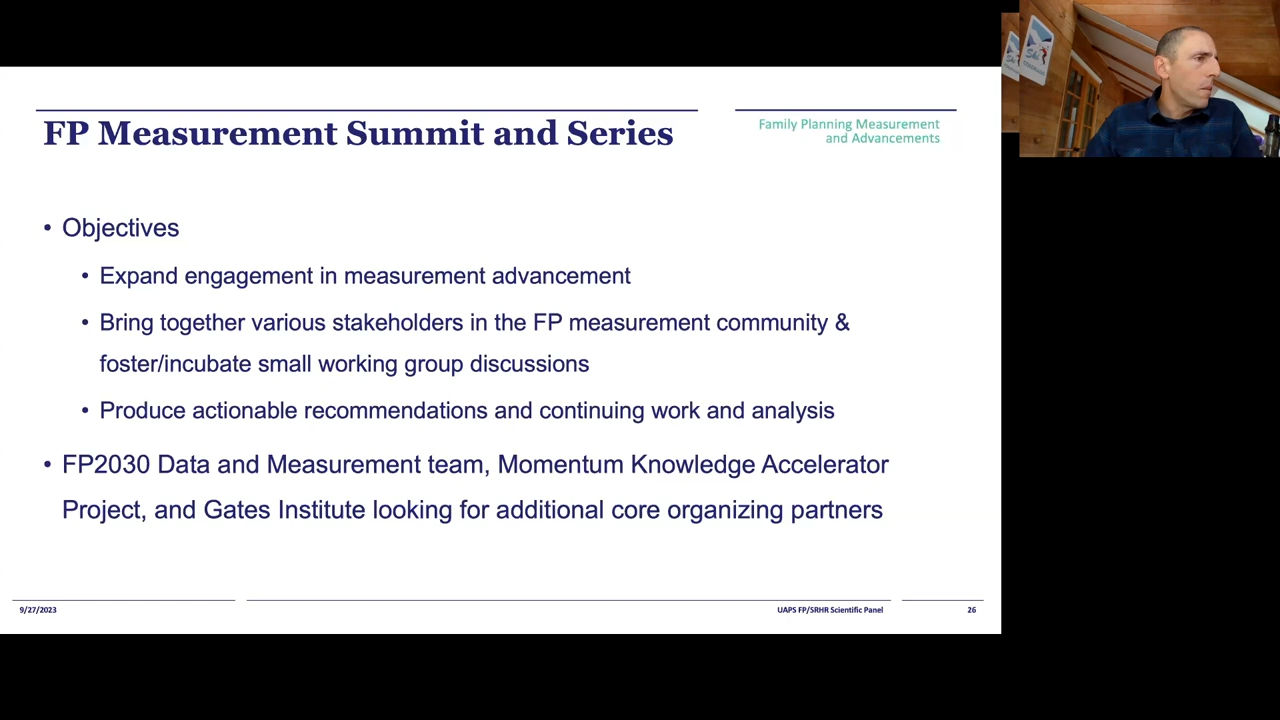 FP Measurement Summit and Series
Family Planning Measurement
and Advancements
• Objectives
• Expand engagement in measurement advancement
• Bring together various stakeholders in the FP measurement community &
foster/incubate small working group discussions
• Produce actionable recommendations and continuing work and analysis
• FP2030 Data and Measurement team, Momentum Knowledge Accelerator
Project, and Gates Institute looking for additional core organizing partners
9/27/2023
UAPS FP/SRHR Scientific Panel
26
Ski